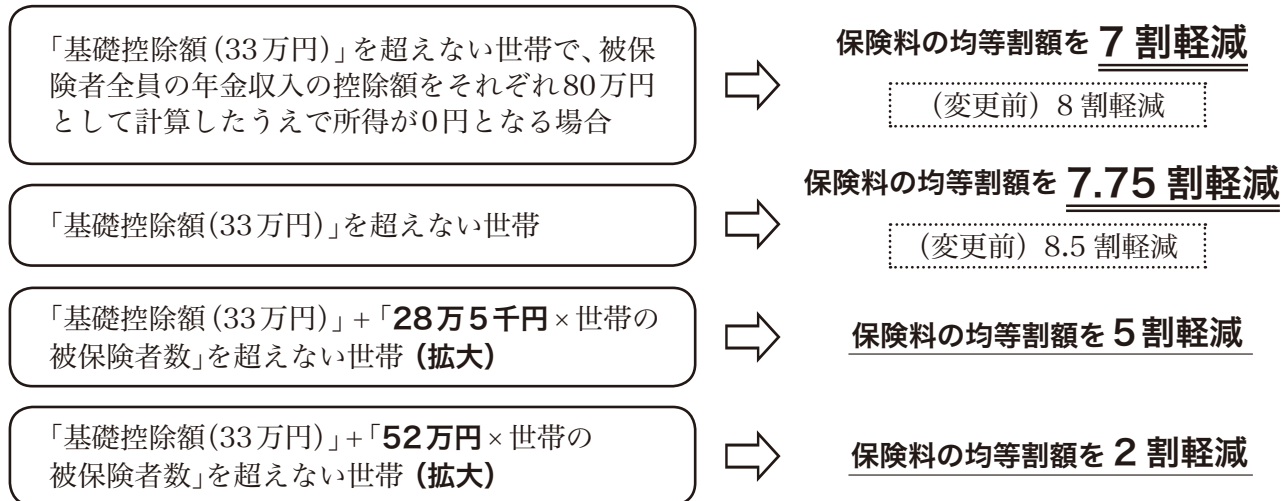 「基礎控除額(33万円)」を超えない世帯で、被保
険者全員の年金収入の控除額をそれぞれ80万円
として計算したうえで所得が0円となる場合
保険料の均等割額を 7 割軽減
(変更前) 8 割軽減
「基礎控除額(33万円)」を超えない世帯
保険料の均等割額を 7.75 割軽減
(変更前) 8.5 割軽減
「基礎控除額(33万円)」+「28万5千円×世帯の
被保険者数」を超えない世帯 (拡大)
保険料の均等割額を 5 割軽減
「基礎控除額(33万円)」+「52万円×世帯の
被保険者数」を超えない世帯 (拡大)
保険料の均等割額を 2 割軽減